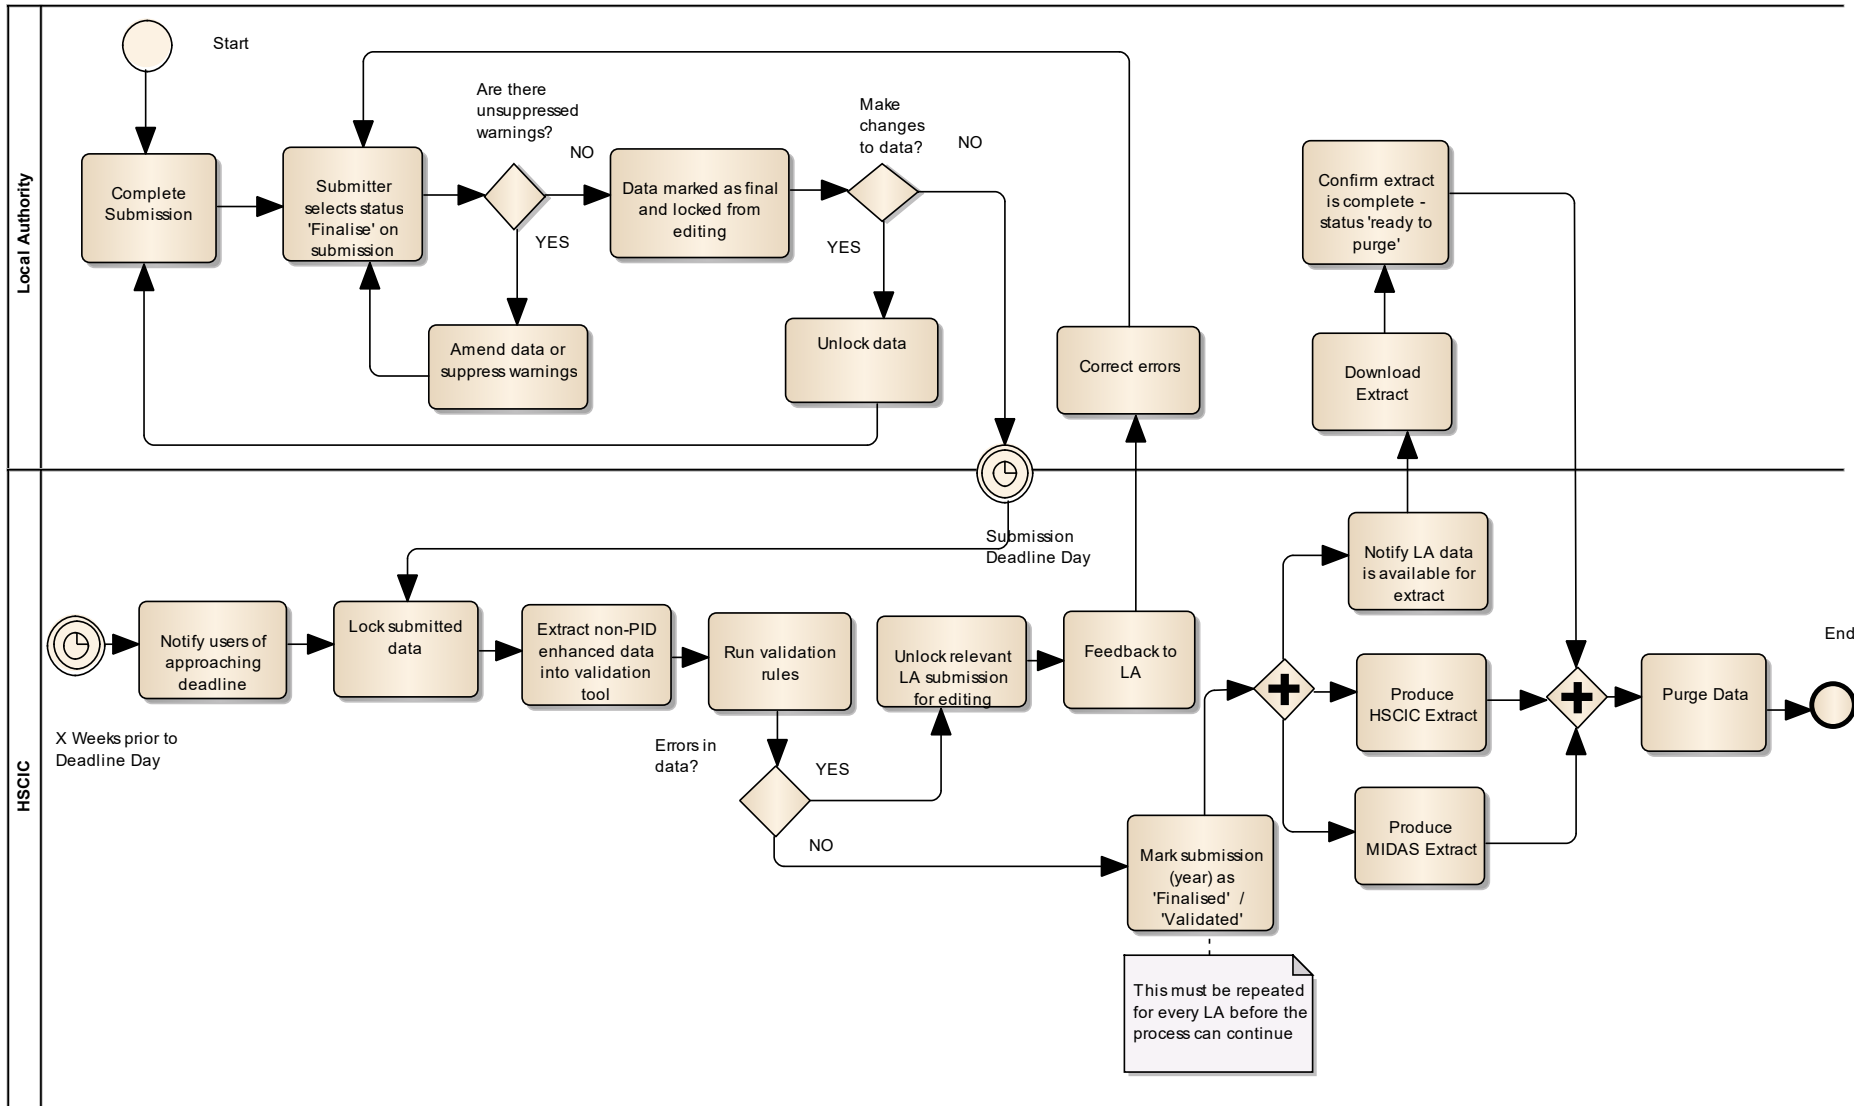 Local Authority
Start
Complete
Submission
Submitter
selects status
'Finalise' on
submission
Are there
unsuppressed
warnings?
NO
YES
Amend data or
suppress warnings
Data marked as final
and locked from
editing
Make
changes
to data?
NO
YES
Unlock data
Correct errors
Confirm extract
is complete -
status 'ready to
purge'
Download
Extract
HSCIC
Submission
Deadline Day
X Weeks prior to
Deadline Day
Notify users of
approaching
deadline
Lock submitted
data
Extract non-PID
enhanced data
into validation
tool
Run validation
rules
Errors in
data?
YES
NO
Unlock relevant
LA submission
for editing
Feedback to
LA
Mark submission
(year) as
'Finalised' /
'Validated'
This must be repeated
for every LA before the
process can continue
Notify LA data
is available for
extract
Produce
HSCIC Extract
Produce
MIDAS Extract
Purge Data
End